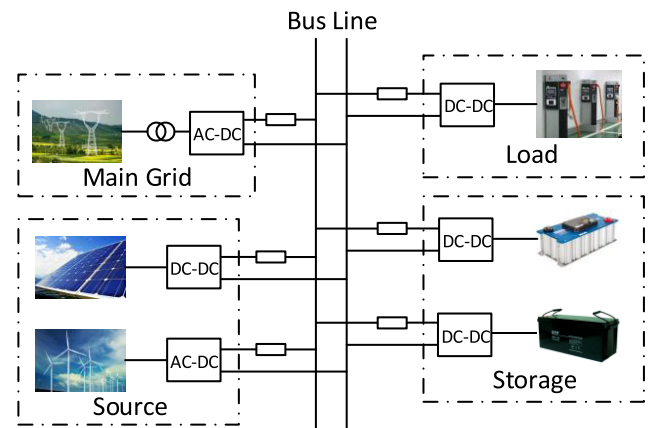 Bus Line
AC-DC
Main Grid
DC-DC
Load
DC-DC
AC-DC
Source
DC-DC
DC-DC
Storage